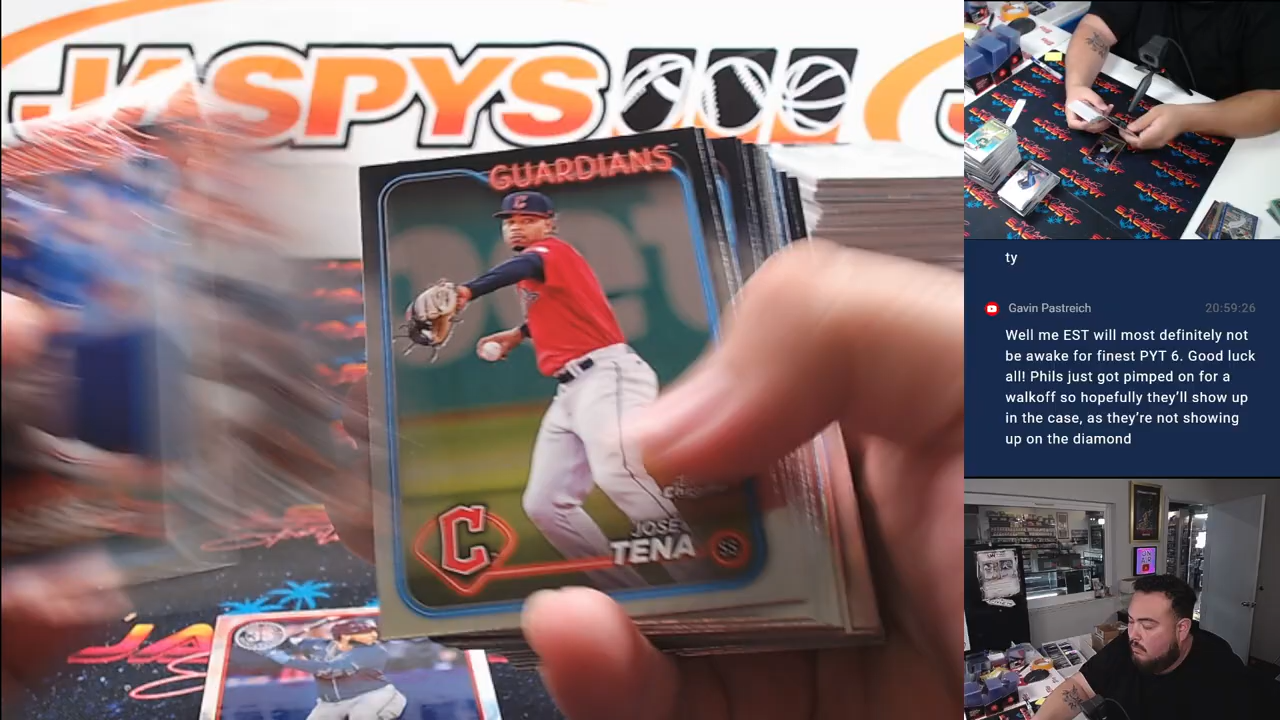 JASPYS
GUARDIANS
C
JOSE
TENA
SS
C
ty
Gavin Pastreich 20:59:26
Well me EST will most definitely not
be awake for finest PYT 6. Good luck
all! Phils just got pimped on for a
walkoff so hopefully they'll show up
in the case, as they're not showing
up on the diamond